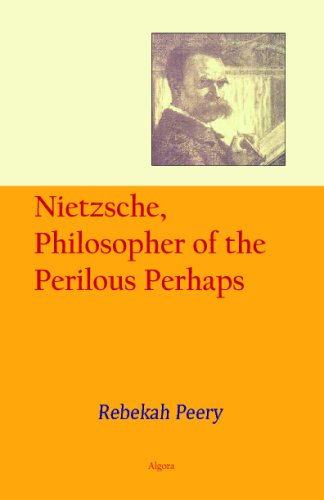 Nietzsche,
Philosopher of the
Perilous Perhaps
Rebekah Peery
Algora